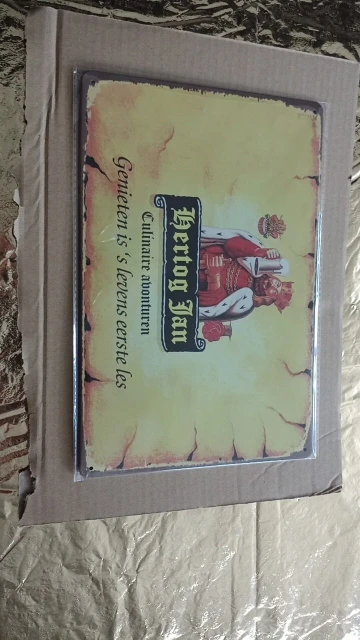 Hertog Jan
Culinaire avonturen
Genieten is 's levens eerste les